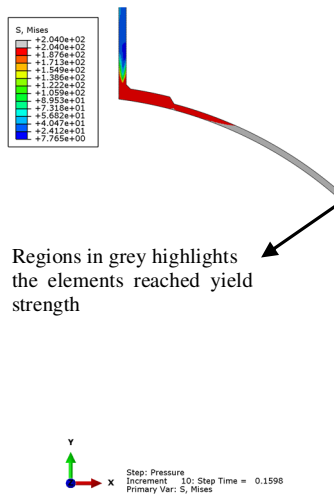 S, Mises
+2.040e+02
+2.040e+02
+1.876e+02
+1.713e+02
+1.549e+02
+1.386e+02
+1.222e+02
+1.059e+02
+8.953e+01
+7.318e+01
+5.682e+01
+4.047e+01
+2.412e+01
+7.765e+00
Regions in grey highlights
the elements reached yield
strength
Y
X
Step: Pressure
Increment 10: Step Time = 0.1598
Primary Var: S, Mises